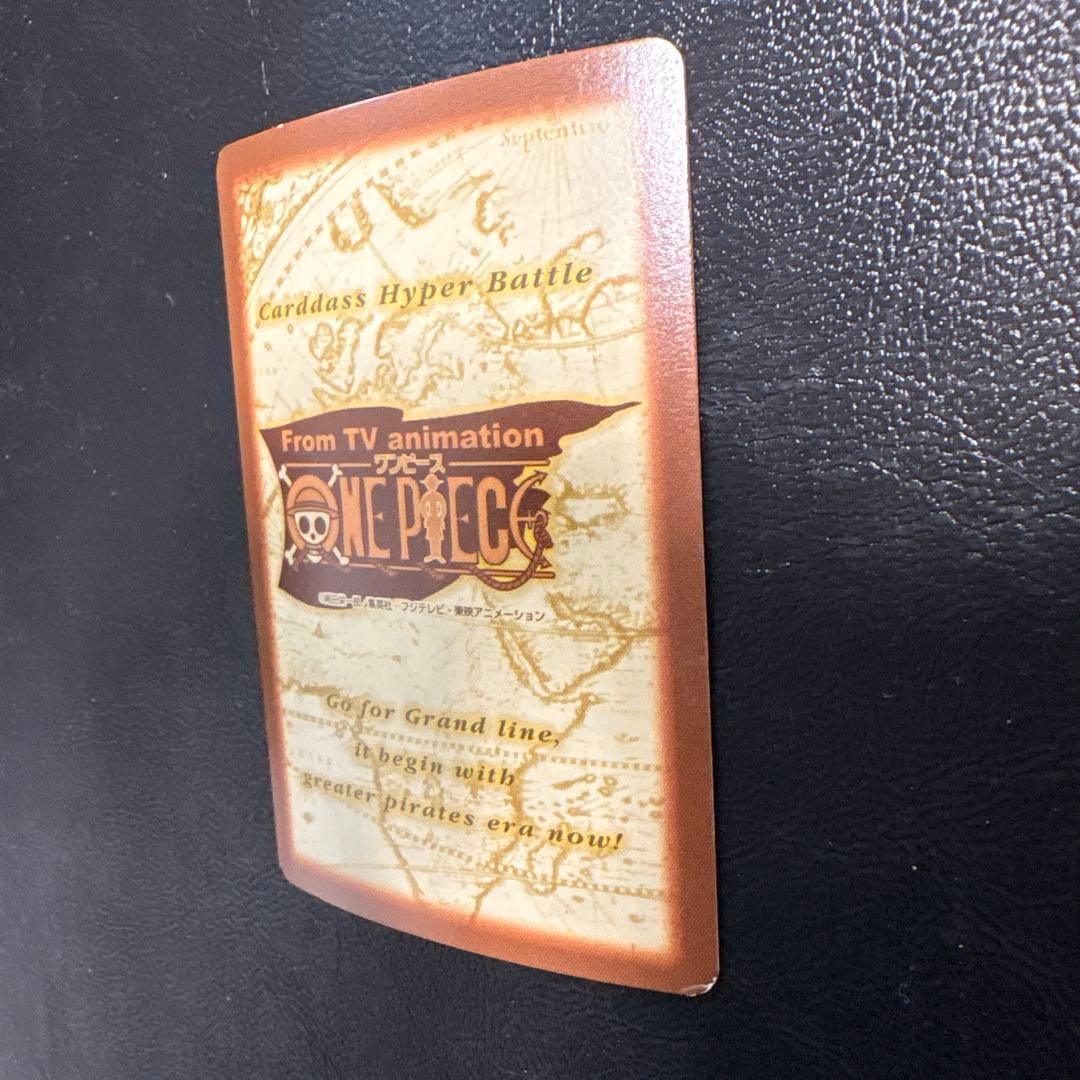 Septentrio
Carddass Hyper Battle
From TV animation
ワンピース
ONE PIECE
集英社・フジテレビ・東映アニメーション
Go for Grand line,
it begin with
greater pirates era now!